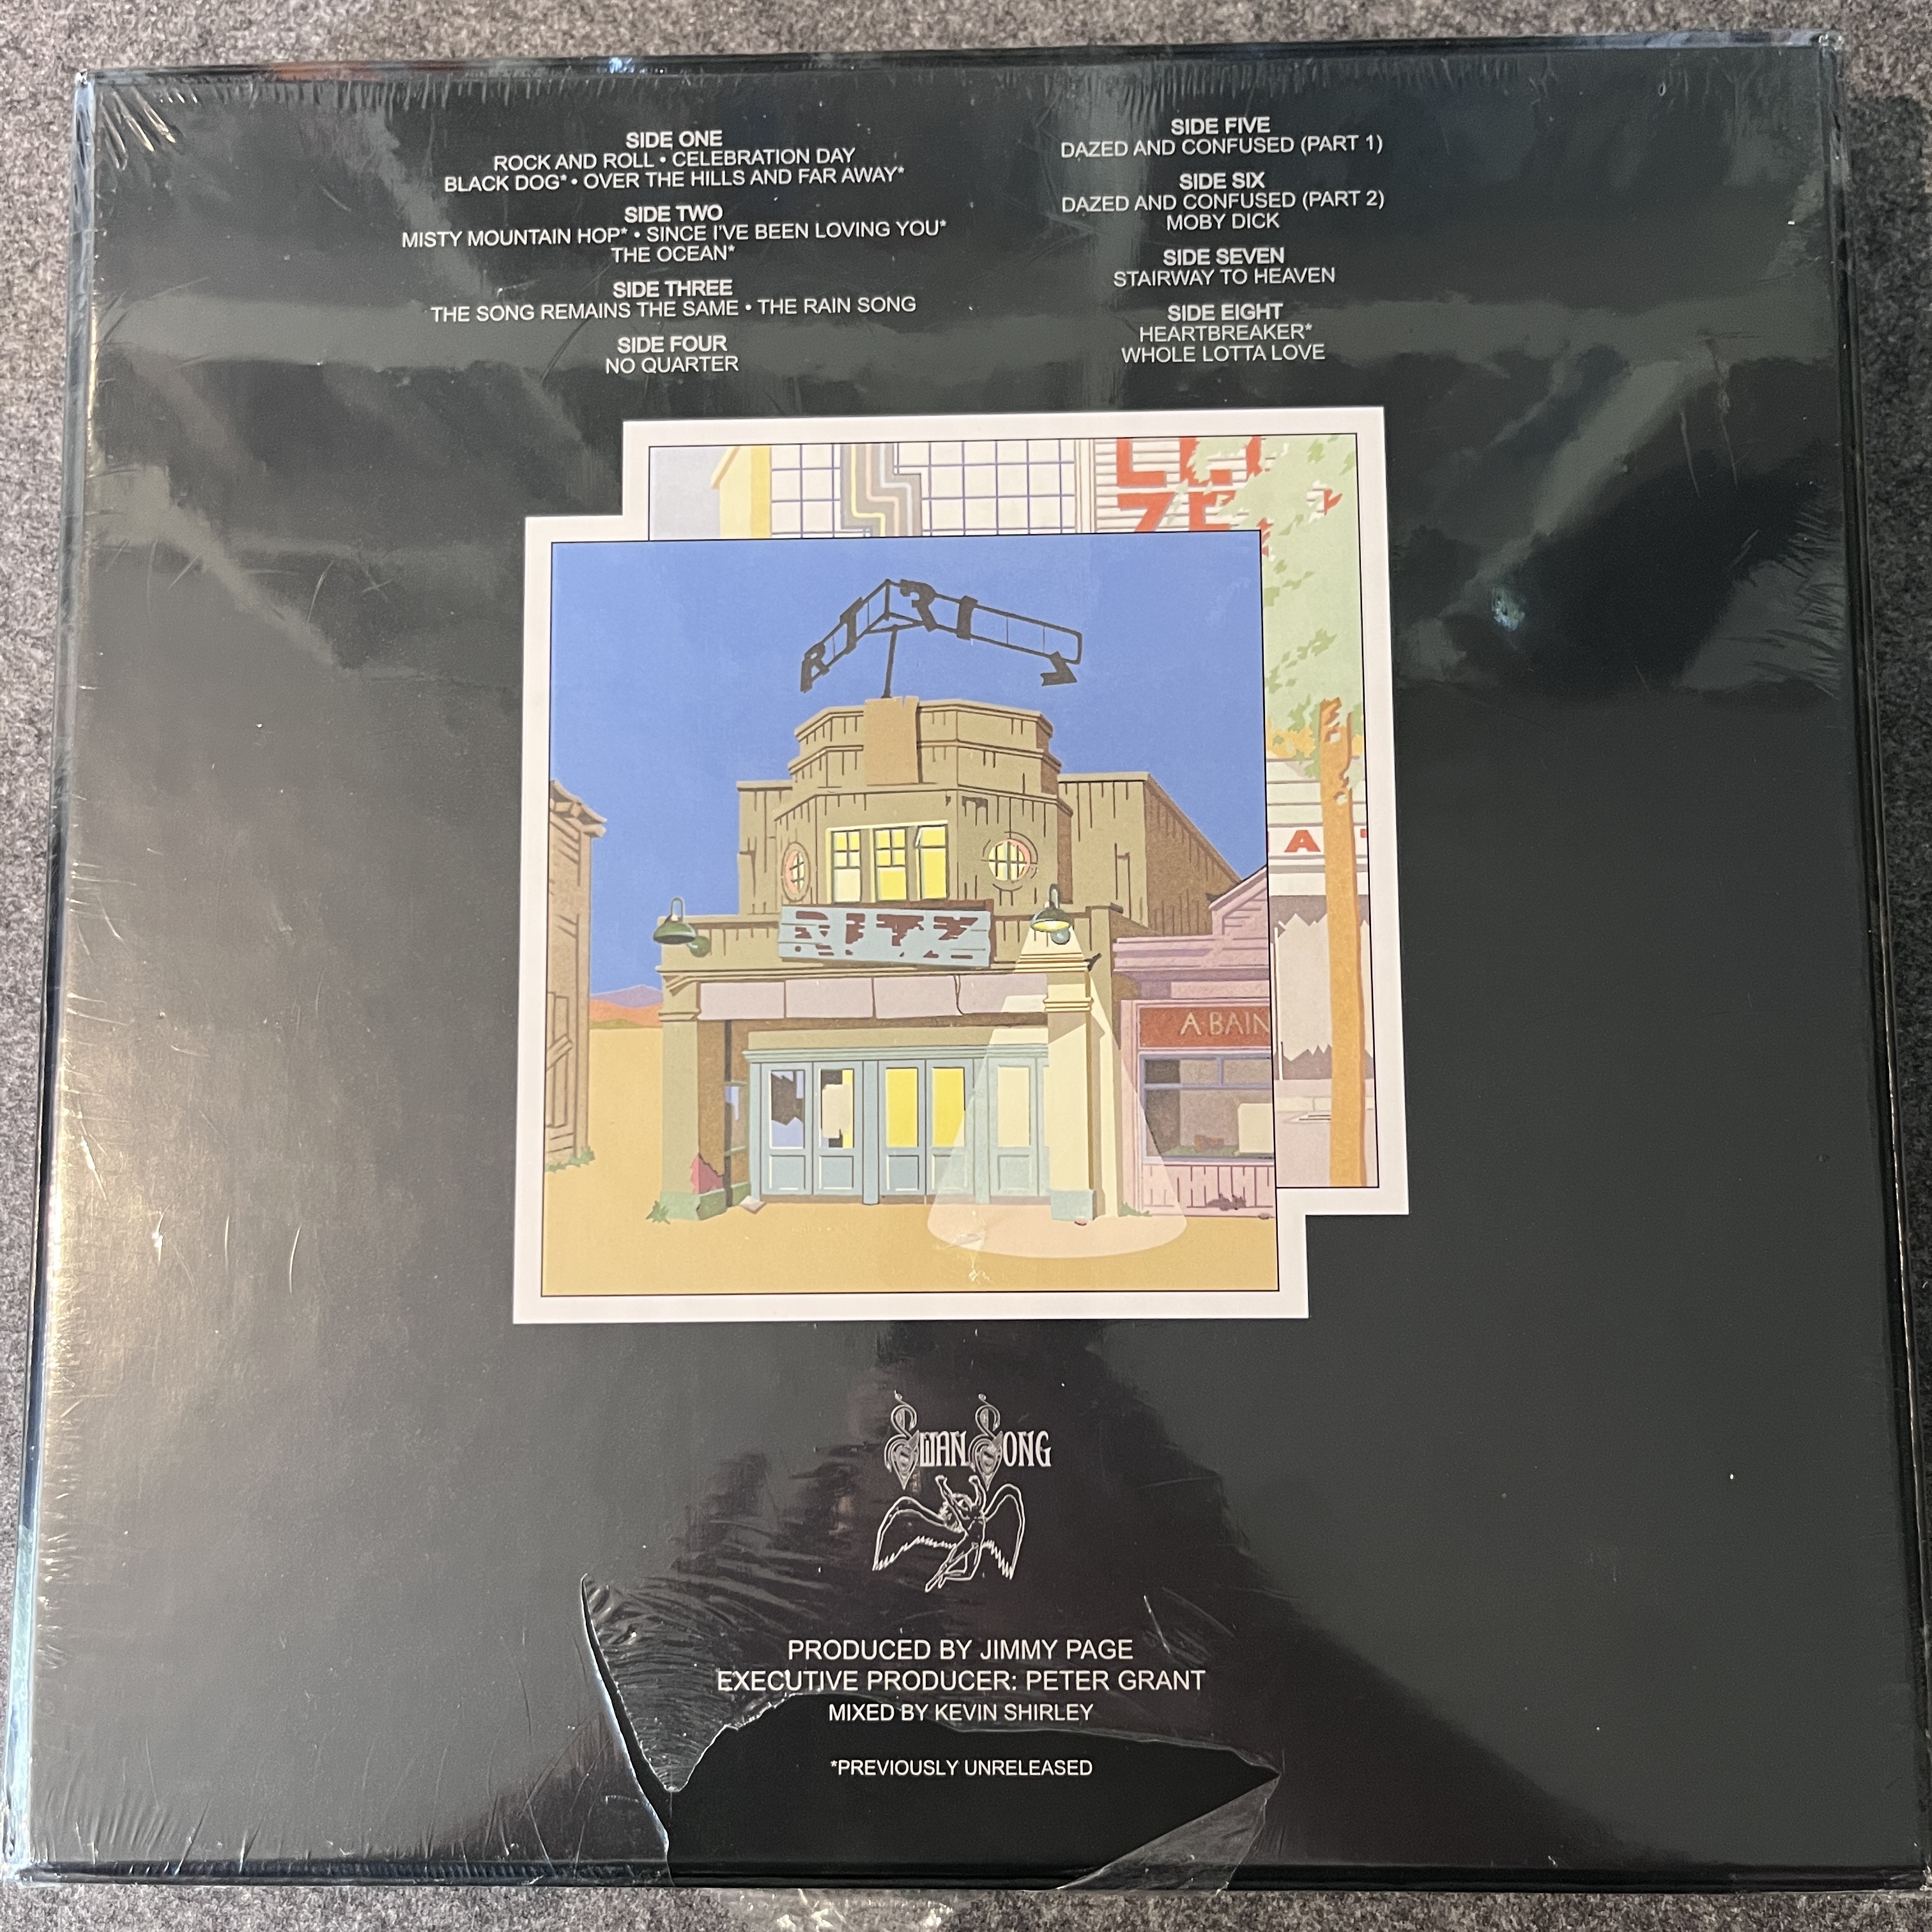 SIDE ONE
ROCK AND ROLL • CELEBRATION DAY
BLACK DOG* • OVER THE HILLS AND FAR AWAY*
SIDE TWO
MISTY MOUNTAIN HOP* • SINCE I'VE BEEN LOVING YOU*
THE OCEAN*
SIDE THREE
THE SONG REMAINS THE SAME • THE RAIN SONG
SIDE FOUR
NO QUARTER
SIDE FIVE
DAZED AND CONFUSED (PART 1)
SIDE SIX
DAZED AND CONFUSED (PART 2)
MOBY DICK
SIDE SEVEN
STAIRWAY TO HEAVEN
SIDE EIGHT
HEARTBREAKER*
WHOLE LOTTA LOVE
RITZ
A BAIN
SWAN SONG
PRODUCED BY JIMMY PAGE
EXECUTIVE PRODUCER: PETER GRANT
MIXED BY KEVIN SHIRLEY
*PREVIOUSLY UNRELEASED